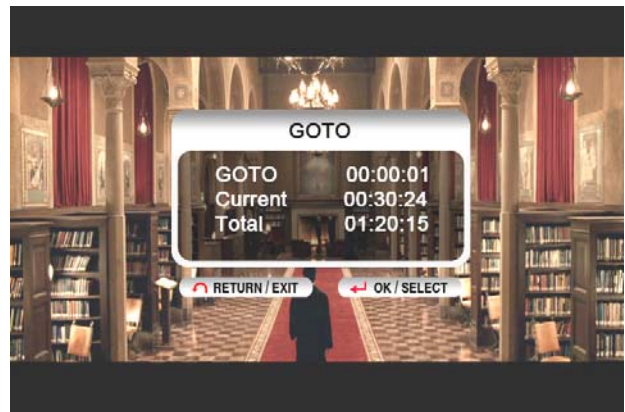 GOTO
GOTO 00:00:01
Current 00:30:24
Total 01:20:15
RETURN / EXIT OK / SELECT